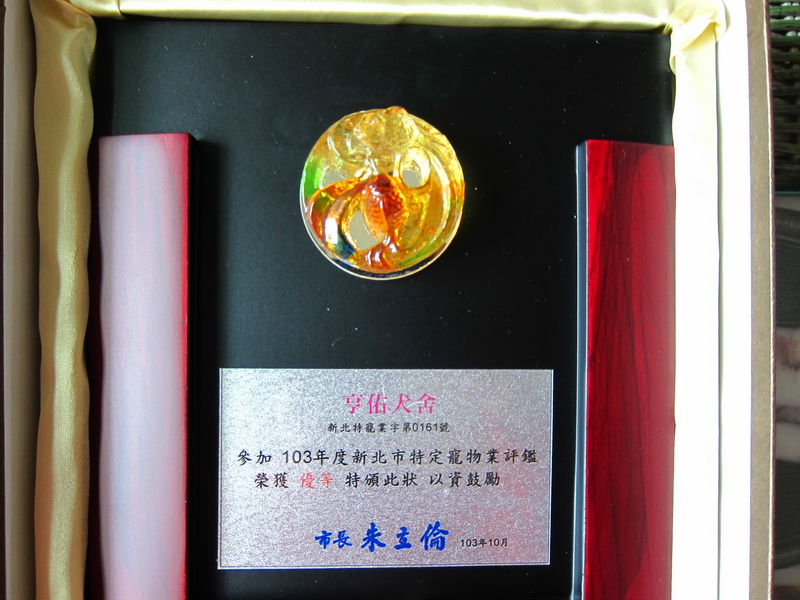 亨佑犬舍
新北特寵業字第0161號
參加 103年度新北市特定寵物業評鑑
榮獲 優等 特頒此狀 以資鼓勵
市長 朱立倫 103年10月